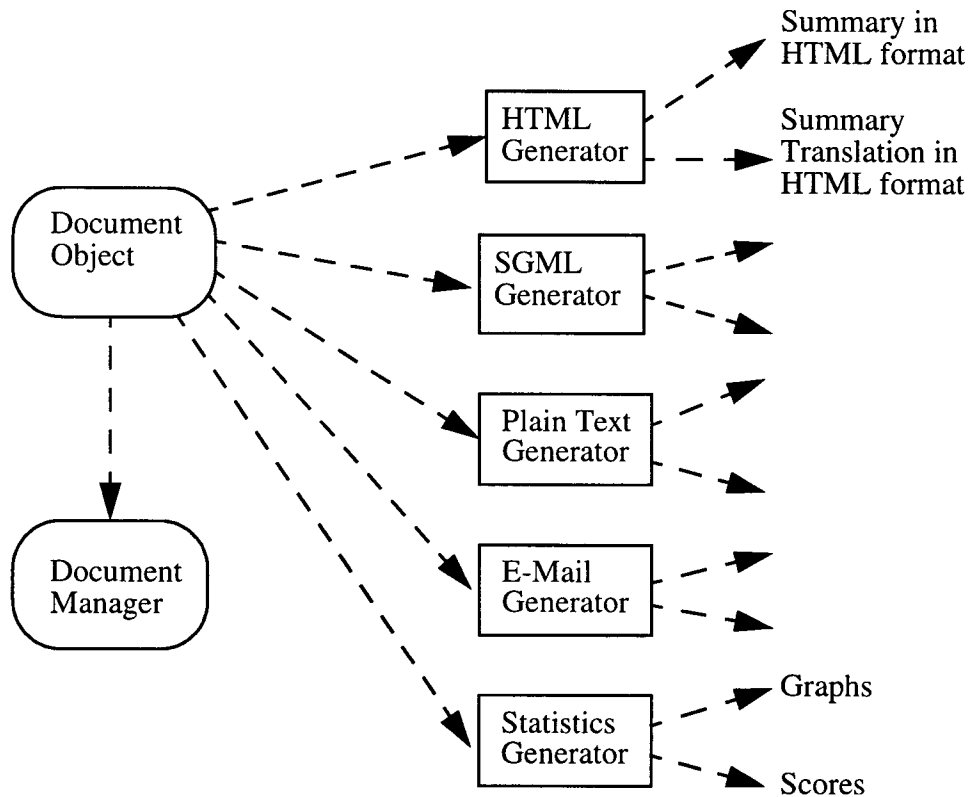 Summary in
HTML format
HTML
Generator
Summary
Translation in
HTML format
Document
Object
SGML
Generator
Plain Text
Generator
Document
Manager
E-Mail
Generator
Statistics
Generator
Graphs
Scores